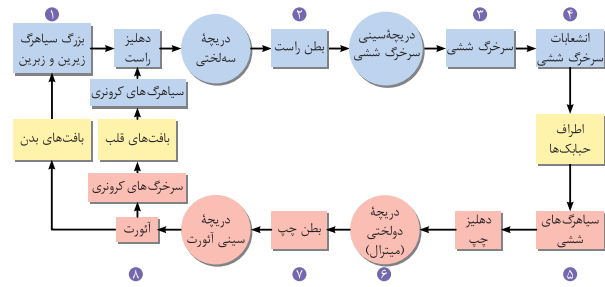 ۱
۲
۳
۴
بزرگ سیاهرگ
زیرین و زبرین
دهلیز
راست
دریچهٔ
سه‌لختی
بطن راست
دریچهٔ سینی
سرخرگ ششی
سرخرگ ششی
انشعابات
سرخرگ ششی
سیاهرگ‌های کرونری
بافت‌های بدن
بافت‌های قلب
اطراف
حبابک‌ها
سرخرگ‌های کرونری
سیاهرگ‌های
ششی
دهلیز
چپ
دریچهٔ
دولختی
(میترال)
بطن چپ
دریچهٔ
سینی آئورت
آئورت
۵
۶
۷
۸